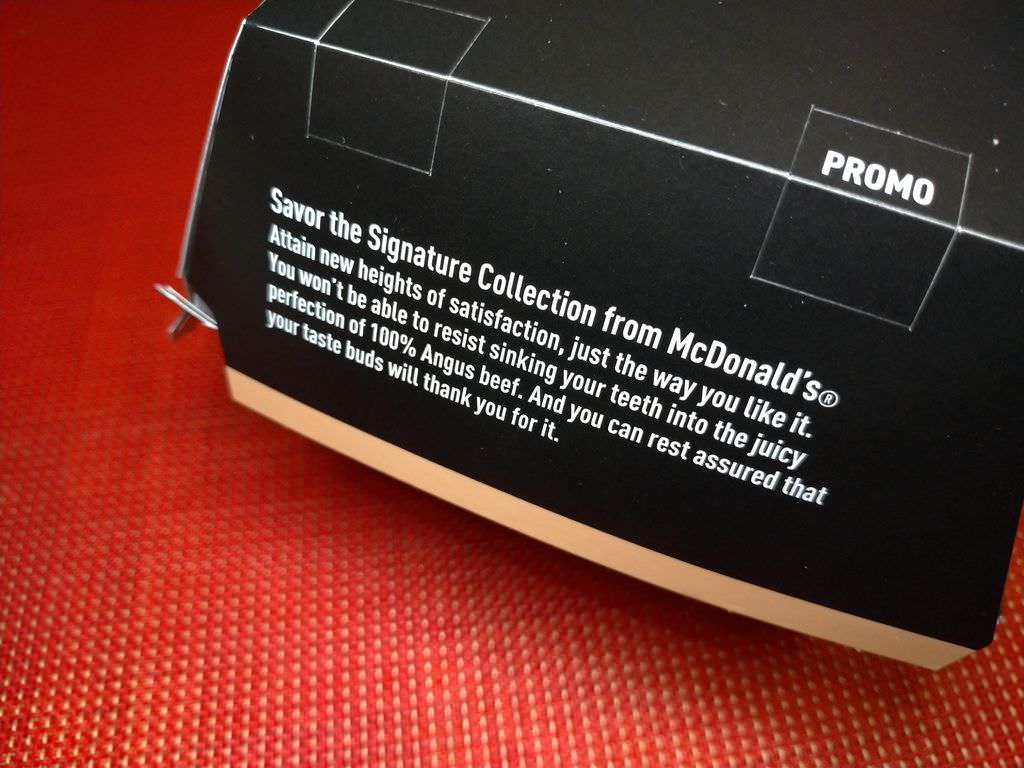 PROMO
Savor the Signature Collection from McDonald's®
Attain new heights of satisfaction, just the way you like it.
You won't be able to resist sinking your teeth into the juicy
perfection of 100% Angus beef. And you can rest assured that
your taste buds will thank you for it.